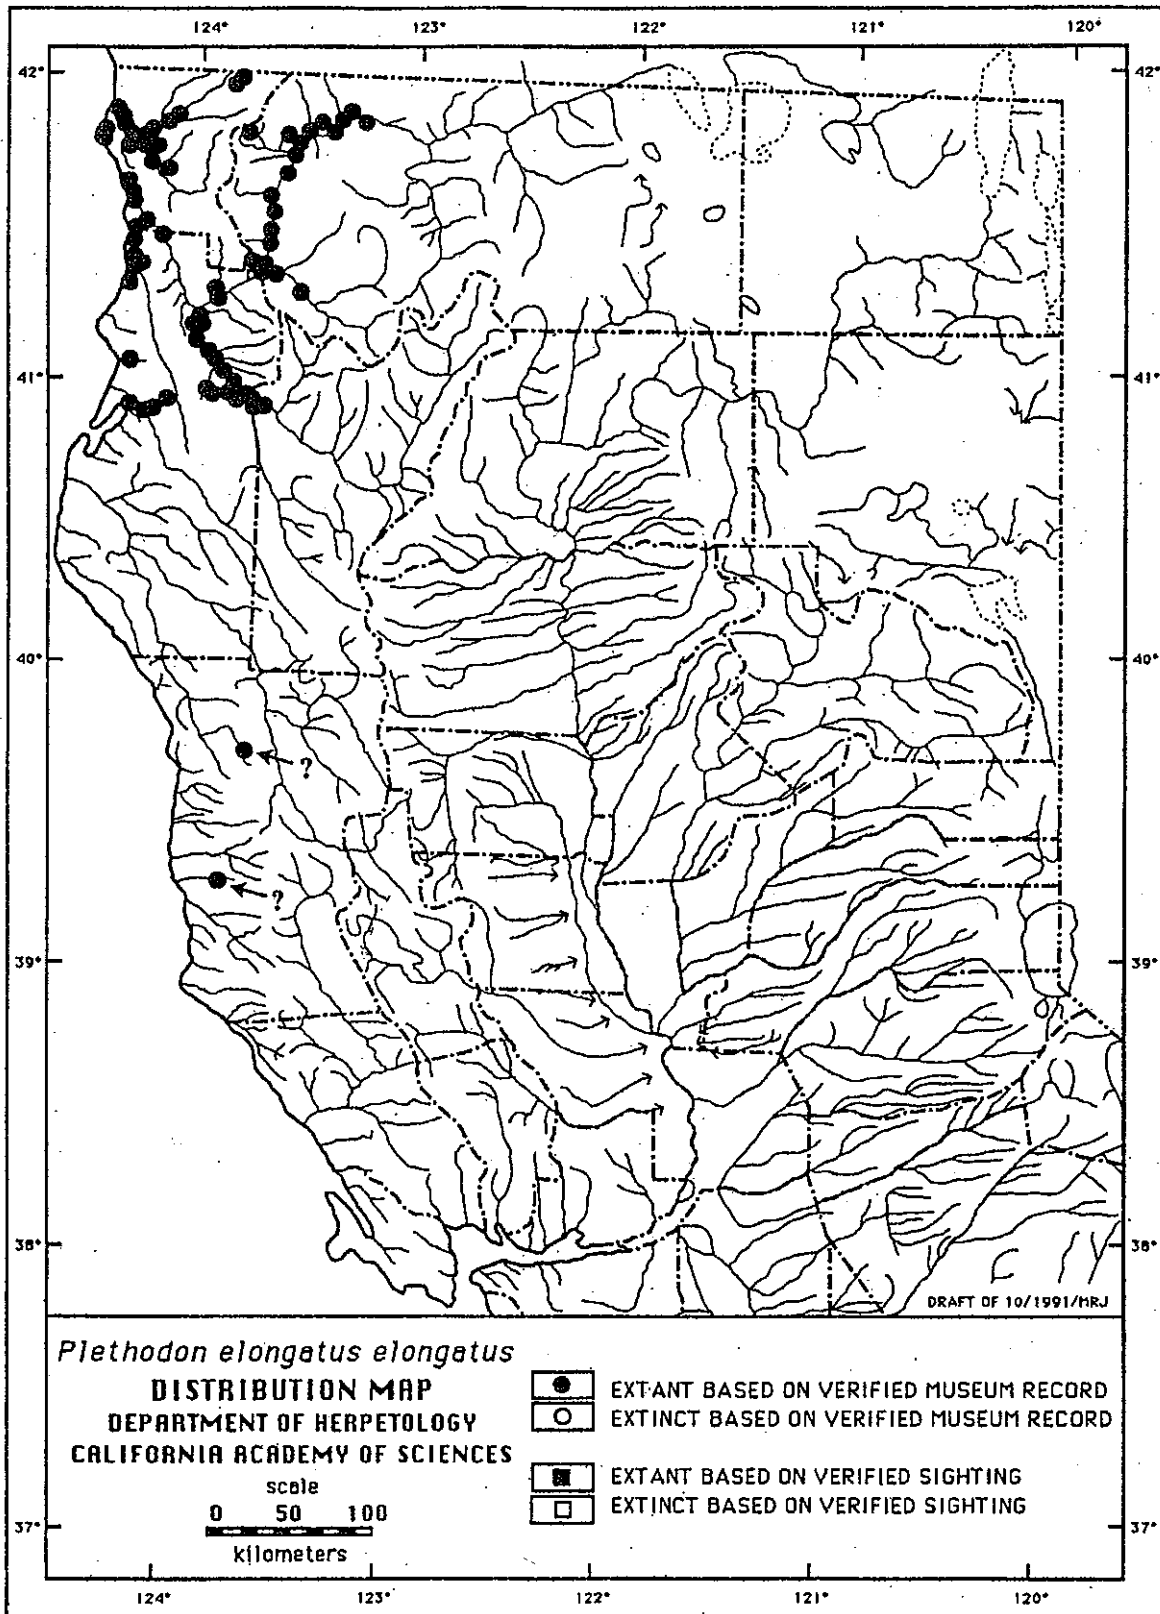 124° 123° 122° 121° 120°
42° 42°
41° 41°
40° 40°
?
?
39° 39°
38° 38°
DRAFT OF 10/1991/MRJ
Plethodon elongatus elongatus
DISTRIBUTION MAP
DEPARTMENT OF HERPETOLOGY
CALIFORNIA ACADEMY OF SCIENCES
scale
0 50 100
kilometers
EXTANT BASED ON VERIFIED MUSEUM RECORD
EXTINCT BASED ON VERIFIED MUSEUM RECORD
EXTANT BASED ON VERIFIED SIGHTING
EXTINCT BASED ON VERIFIED SIGHTING
37° 37°
124° 123° 122° 121° 120°